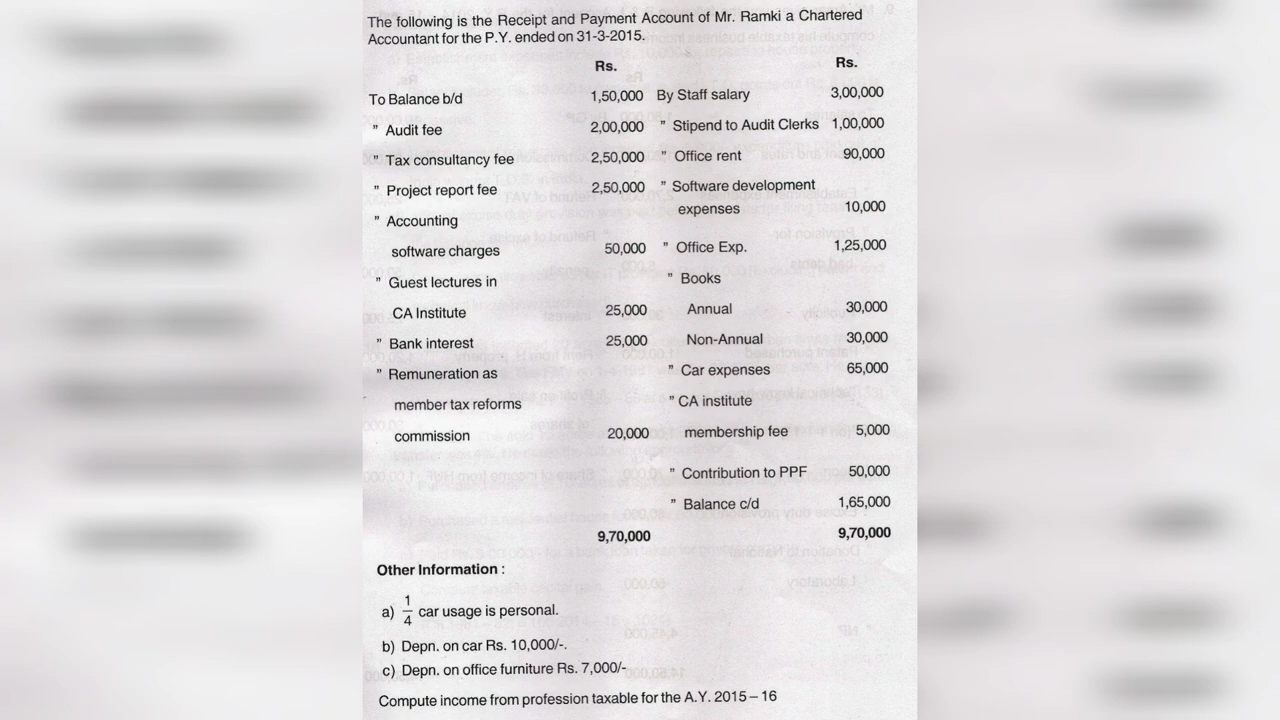 The following is the Receipt and Payment Account of Mr. Ramki a Chartered
Accountant for the P.Y. ended on 31-3-2015.
Rs. Rs.
To Balance b/d 1,50,000 By Staff salary 3,00,000
" Audit fee 2,00,000 " Stipend to Audit Clerks 1,00,000
" Tax consultancy fee 2,50,000 " Office rent 90,000
" Project report fee 2,50,000 " Software development
" Accounting expenses 10,000
software charges 50,000 " Office Exp. 1,25,000
" Guest lectures in " Books
CA Institute 25,000 Annual 30,000
" Bank interest 25,000 Non-Annual 30,000
" Remuneration as " Car expenses 65,000
member tax reforms " CA institute
commission 20,000 membership fee 5,000
" Contribution to PPF 50,000
" Balance c/d 1,65,000
9,70,000 9,70,000
Other Information :
a) 1/4 car usage is personal.
b) Depn. on car Rs. 10,000/-.
c) Depn. on office furniture Rs. 7,000/-
Compute income from profession taxable for the A.Y. 2015 – 16